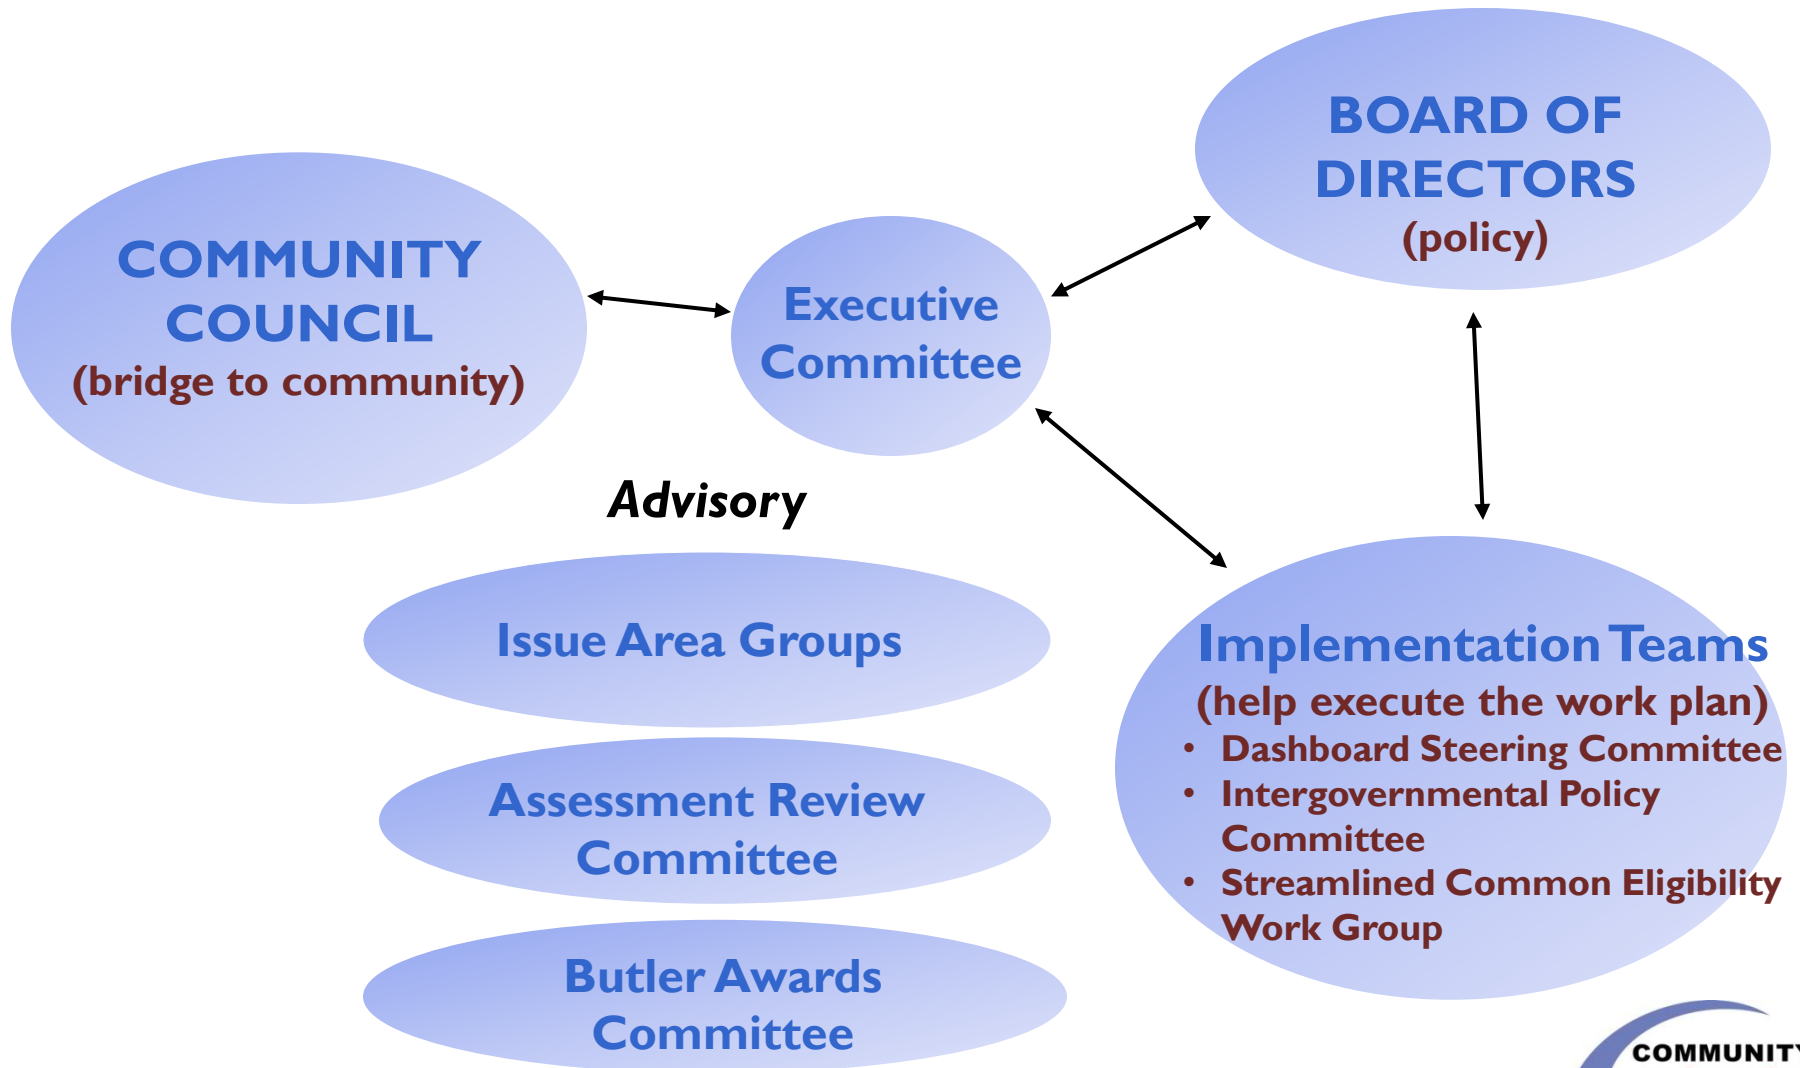 COMMUNITY
COUNCIL
(bridge to community)
Executive
Committee
BOARD OF
DIRECTORS
(policy)
Advisory
Issue Area Groups
Assessment Review
Committee
Butler Awards
Committee
Implementation Teams
(help execute the work plan)
• Dashboard Steering Committee
• Intergovernmental Policy
Committee
• Streamlined Common Eligibility
Work Group
COMMUNITY